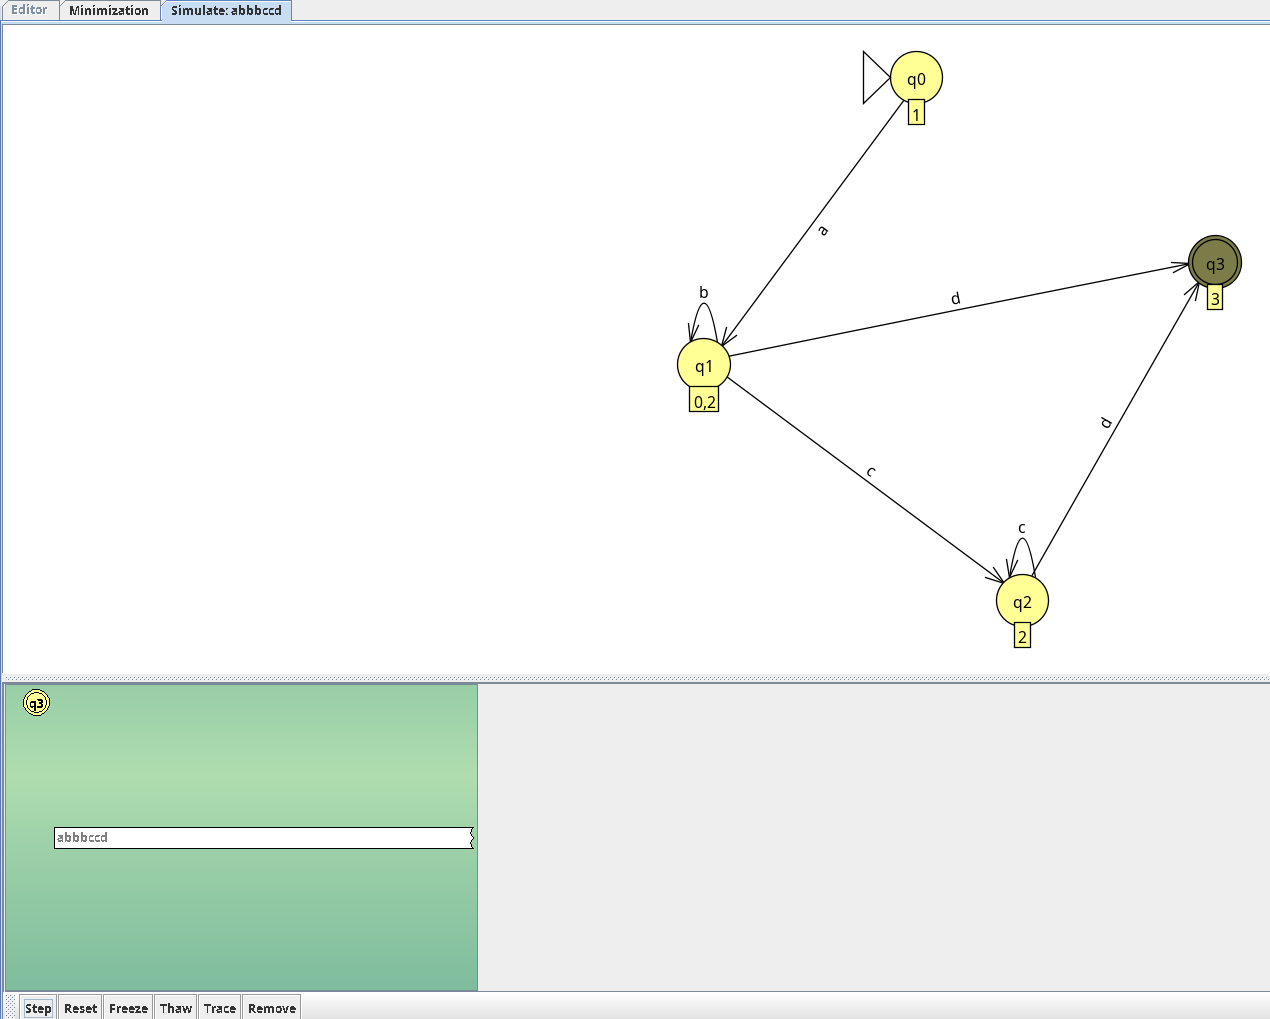 Editor Minimization Simulate: abbbccd
q0
1
a
q3
3
d
b
q1
0,2
d
c
c
q2
2
q3
abbbccd
Step Reset Freeze Thaw Trace Remove